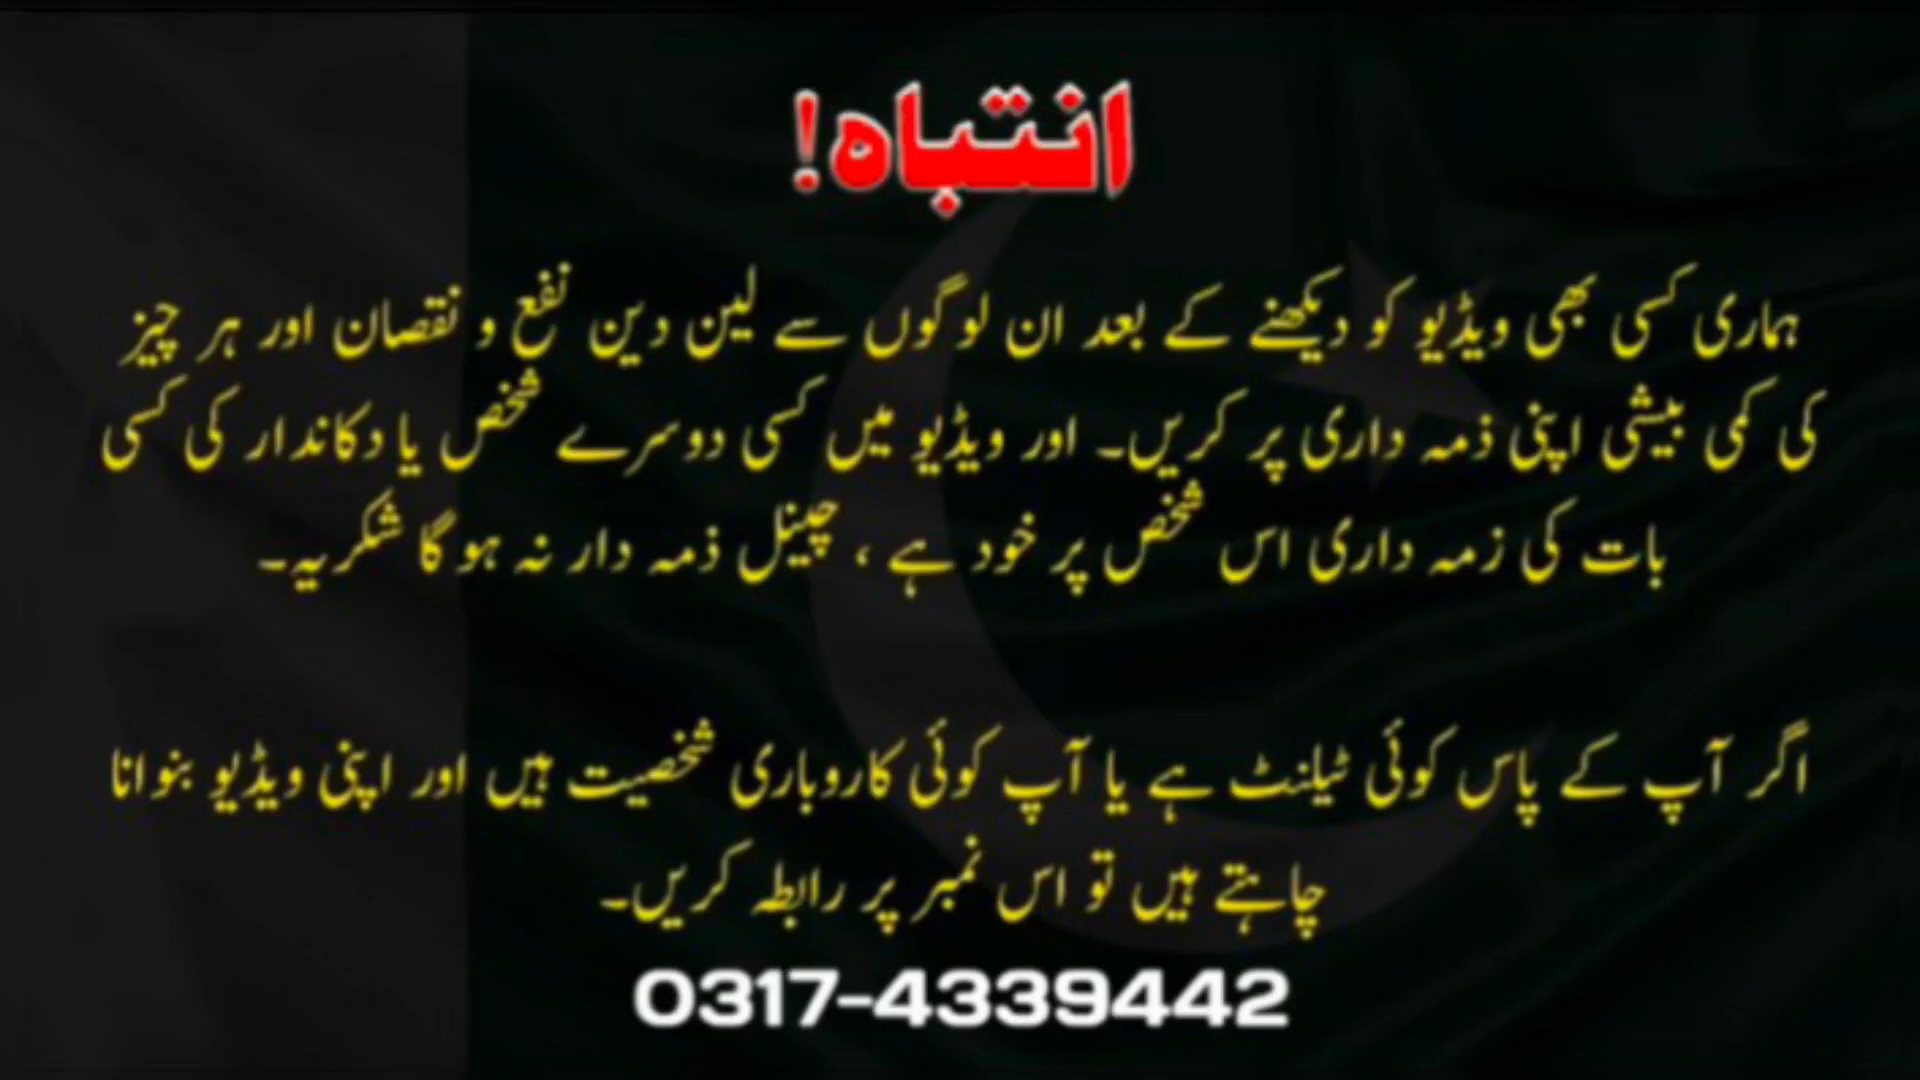 انتباہ!
ہماری کسی بھی ویڈیو کو دیکھنے کے بعد ان لوگوں سے لین دین نفع و نقصان اور ہر چیز
کی کمی بیشی اپنی ذمہ داری پر کریں۔ اور ویڈیو میں کسی دوسرے شخص یا دکاندار کی کسی
بات کی زمہ داری اس شخص پر خود ہے ، چینل ذمہ دار نہ ہو گا شکریہ۔
اگر آپ کے پاس کوئی ٹیلنٹ ہے یا آپ کوئی کاروباری شخصیت ہیں اور اپنی ویڈیو بنوانا
چاہتے ہیں تو اس نمبر پر رابطہ کریں۔
0317-4339442